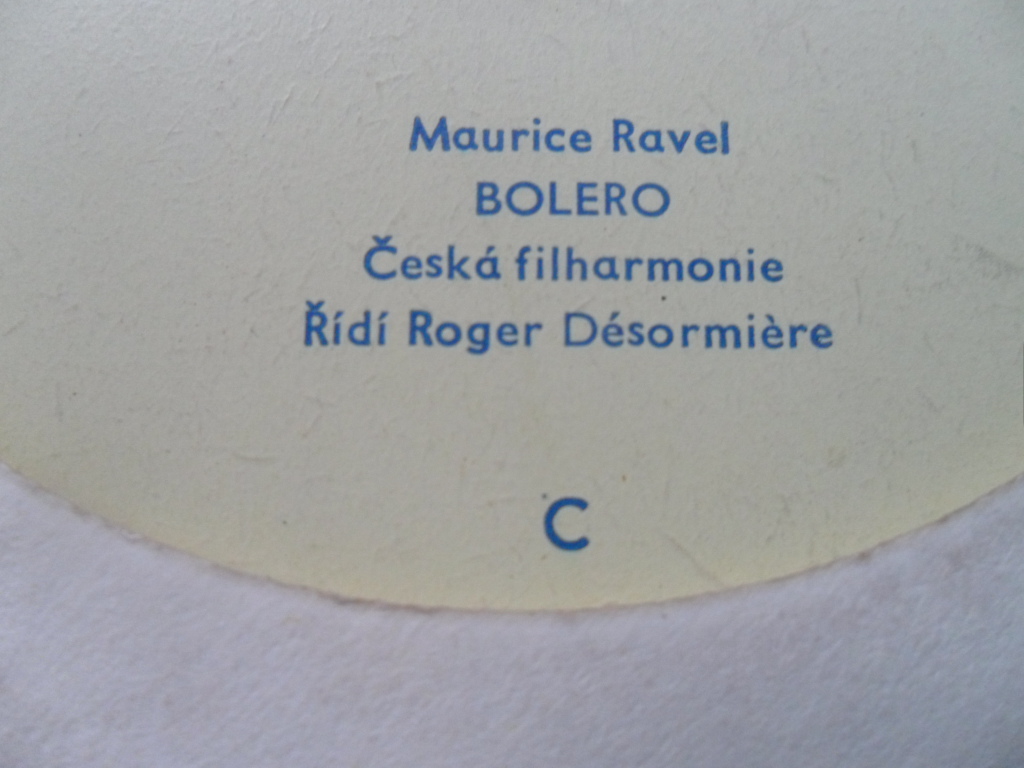 Maurice Ravel
BOLERO
Česká filharmonie
Řídí Roger Désormière
C